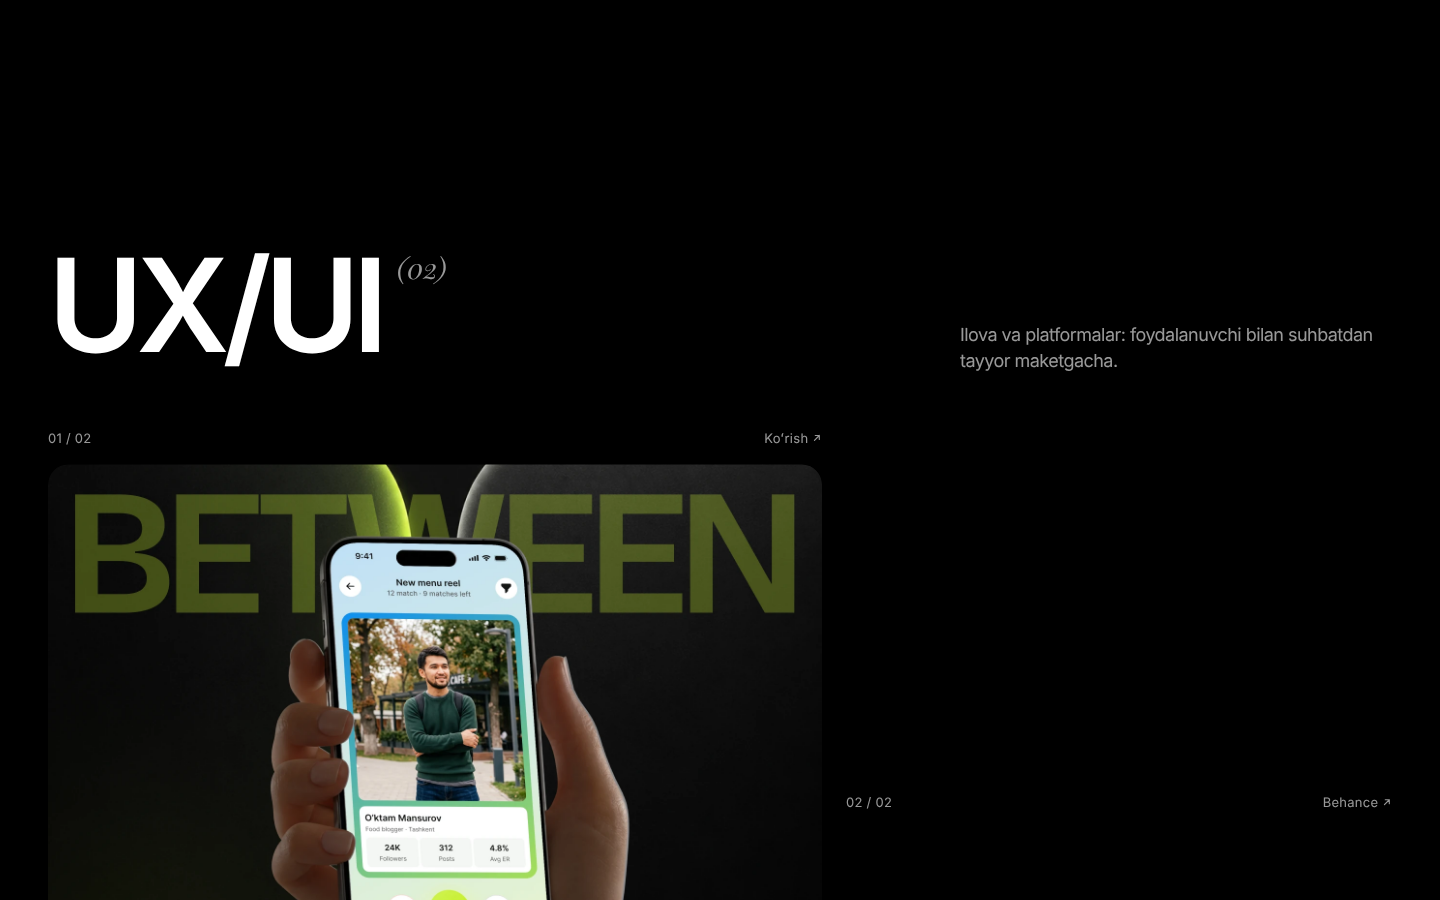 UX/UI (02)
Ilova va platformalar: foydalanuvchi bilan suhbatdan
tayyor maketgacha.
01 / 02
Koʻrish ↗
BETWEEN
9:41
New menu reel
12 match · 9 matches left
CAFE
O'ktam Mansurov
Food blogger · Tashkent
24K 312 4.8%
Followers Posts Avg ER
02 / 02
Behance ↗